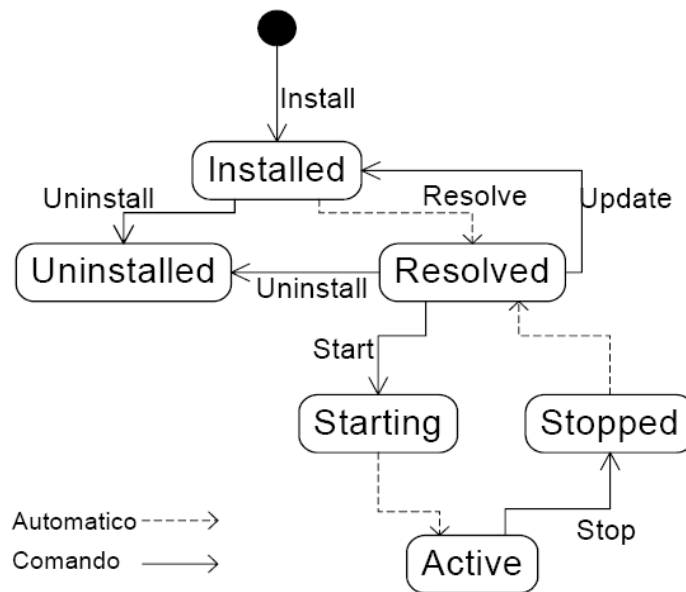 Install
Installed
Uninstall
Resolve
Update
Uninstalled
Resolved
Uninstall
Start
Starting
Stopped
Automatico
Stop
Comando
Active